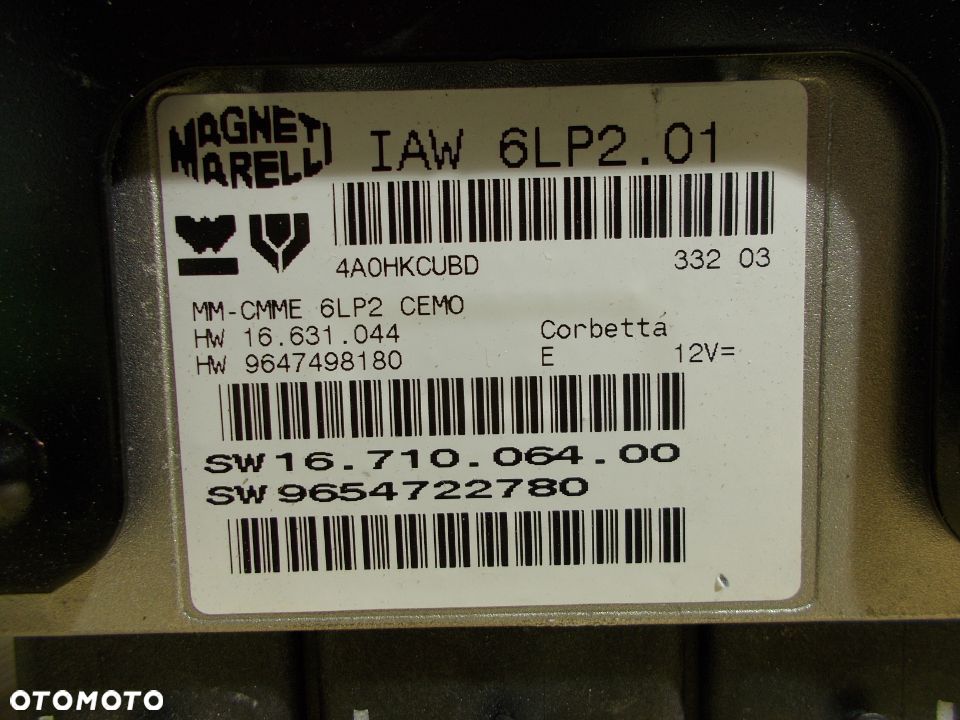 MAGNETI
MARELLI
IAW 6LP2.01
4A0HKCUBD 332 03
MM-CMME 6LP2 CEMO
HW 16.631.044 Corbetta
HW 9647498180 E 12V=
SW16.710.064.00
SW9654722780
OTOMOTO